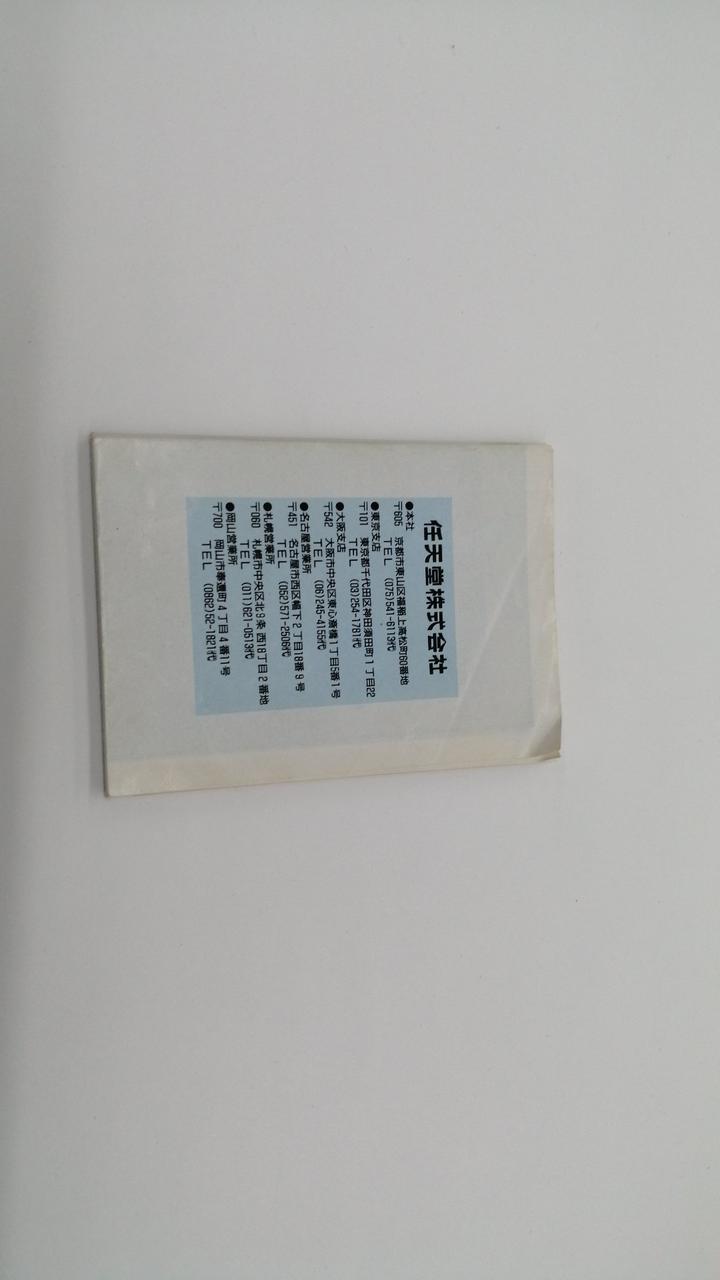 任天堂株式会社
●本社
〒605 京都市東山区福稲上高松町60番地
TEL (075)541-6113代
●東京支店
〒101 東京都千代田区神田須田町1丁目22
TEL (03)254-1781代
●大阪支店
〒542 大阪市中央区東心斎橋1丁目5番1号
TEL (06)245-4155代
●名古屋営業所
〒451 名古屋市西区幅下2丁目18番9号
TEL (052)571-2506代
●札幌営業所
〒060 札幌市中央区北9条西18丁目2番地
TEL (011)621-0513代
●岡山営業所
〒700 岡山市奉還町4丁目4番11号
TEL (0862)52-1821代